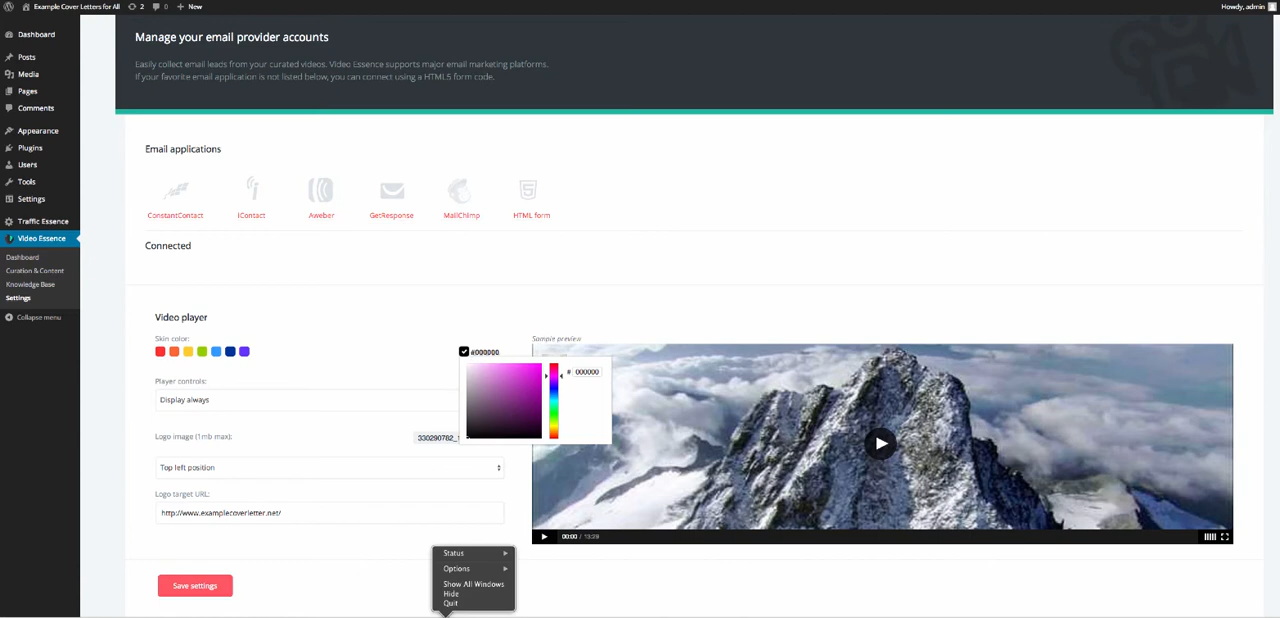 Example Cover Letters for All 2 0 New Howdy, admin
Dashboard
Posts
Media
Pages
Comments
Appearance
Plugins
Users
Tools
Settings
Traffic Essence
Video Essence
Dashboard
Curation & Content
Knowledge Base
Settings
Collapse menu
Manage your email provider accounts
Easily collect email leads from your curated videos. Video Essence supports major email marketing platforms.
If your favorite email application is not listed below, you can connect using a HTML5 form code.
Email applications
ConstantContact iContact Aweber GetResponse MailChimp HTML form
Connected
Video player
Skin color:
#000000
# 000000
Player controls:
Display always
Logo image (1mb max):
330290782_
Top left position
Logo target URL:
http://www.examplecoverletter.net/
Save settings
Sample preview
00:00 / 13:39
Status
Options
Show All Windows
Hide
Quit